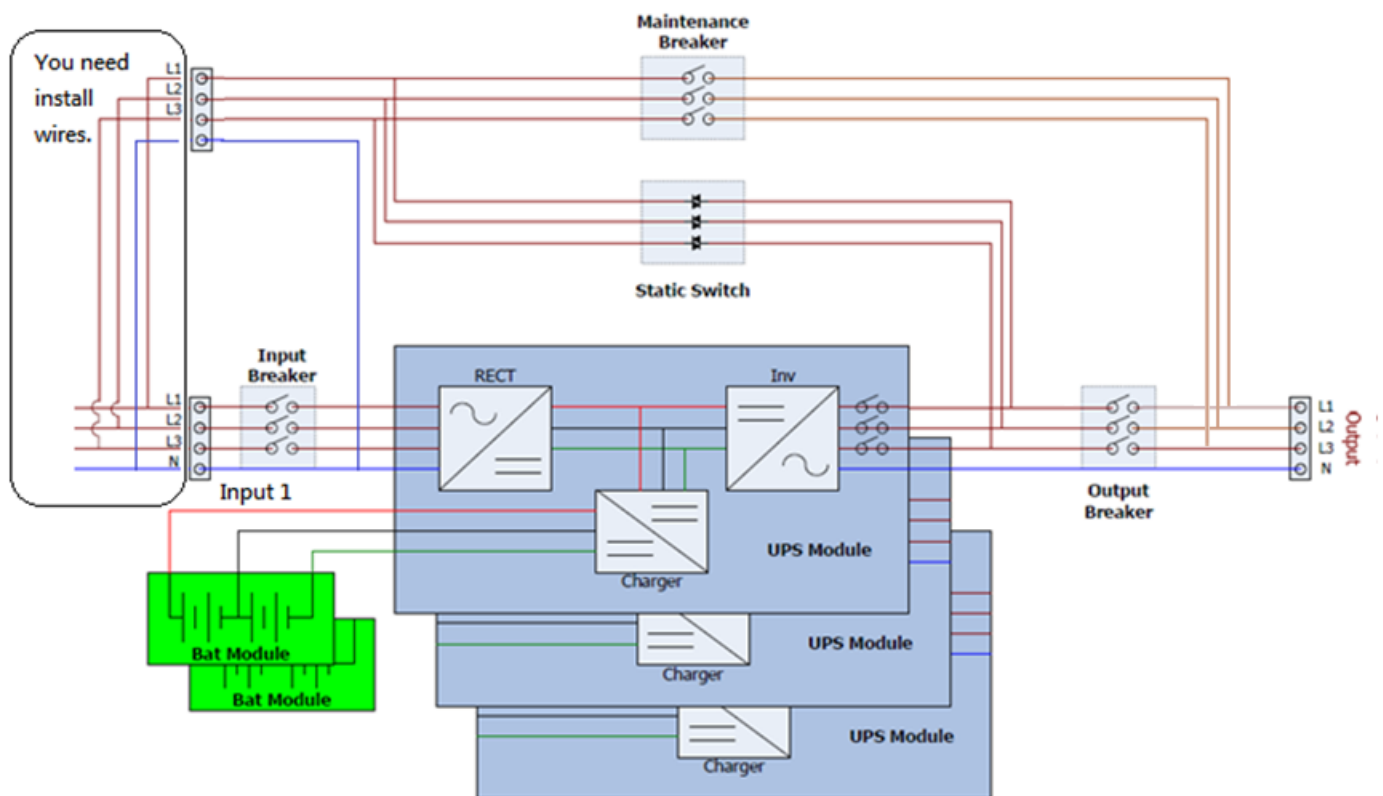 Maintenance
Breaker
You need
install
wires.
L1
L2
L3
Static Switch
Input
Breaker
RECT
Inv
L1
L2
L3
N
Input 1
L1
L2
L3
N
Output
Output
Breaker
Charger
UPS Module
Bat Module
Charger
UPS Module
Bat Module
Charger
UPS Module